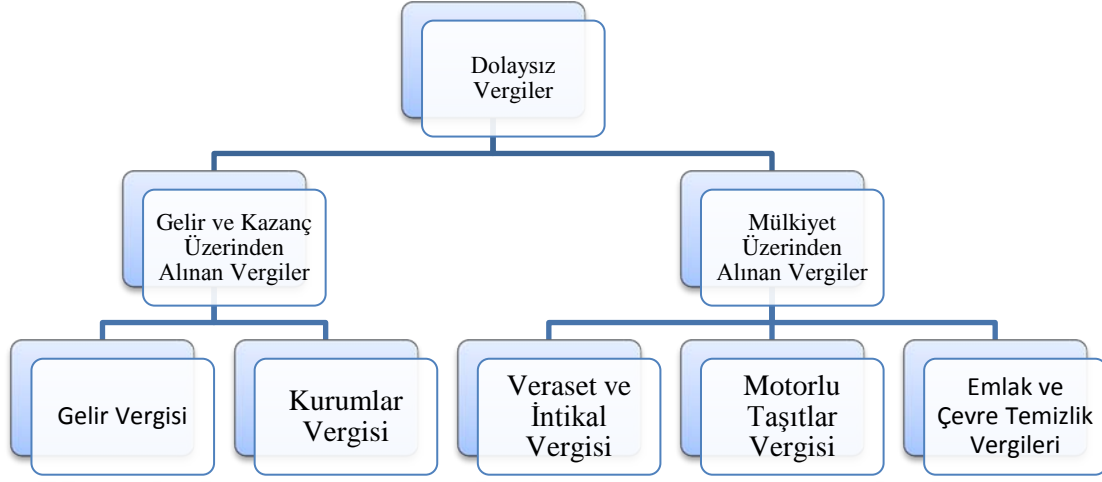 Dolaysız
Vergiler
Gelir ve Kazanç
Üzerinden
Alınan Vergiler
Mülkiyet
Üzerinden
Alınan Vergiler
Gelir Vergisi
Kurumlar
Vergisi
Veraset ve
İntikal
Vergisi
Motorlu
Taşıtlar
Vergisi
Emlak ve
Çevre Temizlik
Vergileri